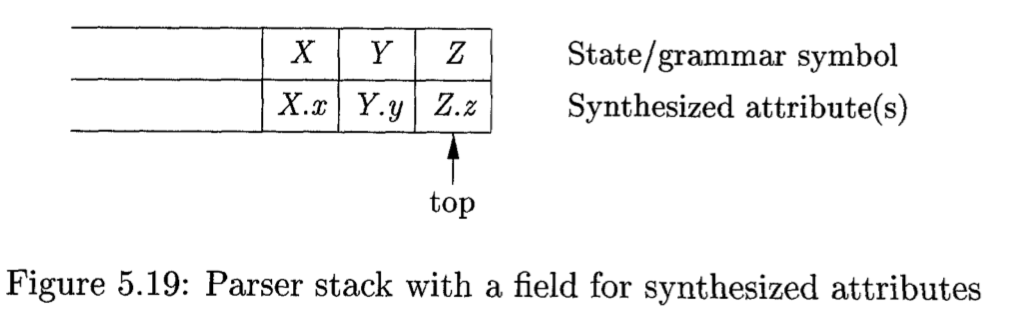 X Y Z State/grammar symbol
X.x Y.y Z.z Synthesized attribute(s)
top
Figure 5.19: Parser stack with a field for synthesized attributes